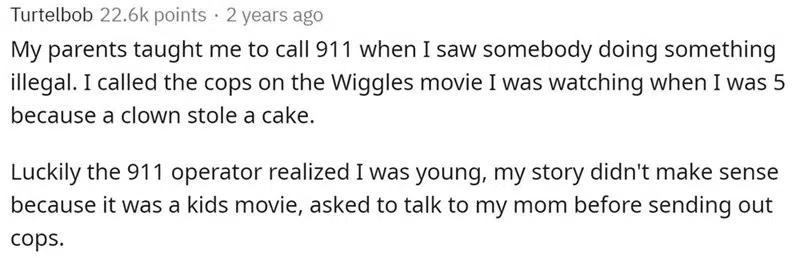 Turtelbob 22.6k points · 2 years ago
My parents taught me to call 911 when I saw somebody doing something
illegal. I called the cops on the Wiggles movie I was watching when I was 5
because a clown stole a cake.
Luckily the 911 operator realized I was young, my story didn't make sense
because it was a kids movie, asked to talk to my mom before sending out
cops.